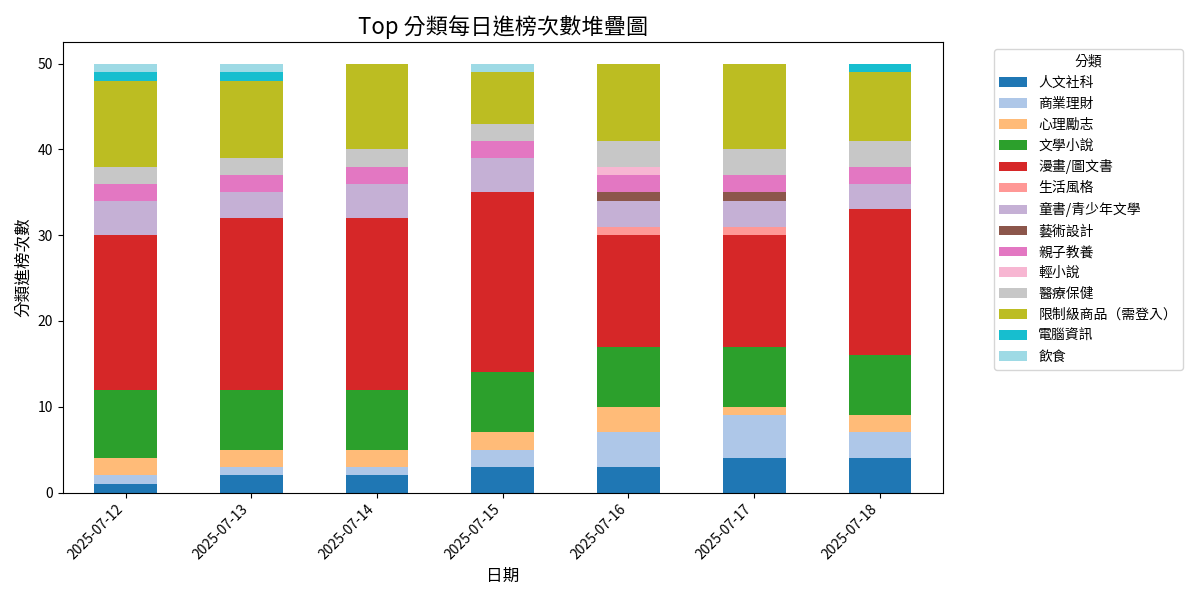 Top 分類每日進榜次數堆疊圖
分類進榜次數
50
40
30
20
10
0
2025-07-12
2025-07-13
2025-07-14
2025-07-15
2025-07-16
2025-07-17
2025-07-18
日期
分類
人文社科
商業理財
心理勵志
文學小說
漫畫/圖文書
生活風格
童書/青少年文學
藝術設計
親子教養
輕小說
醫療保健
限制級商品（需登入）
電腦資訊
飲食